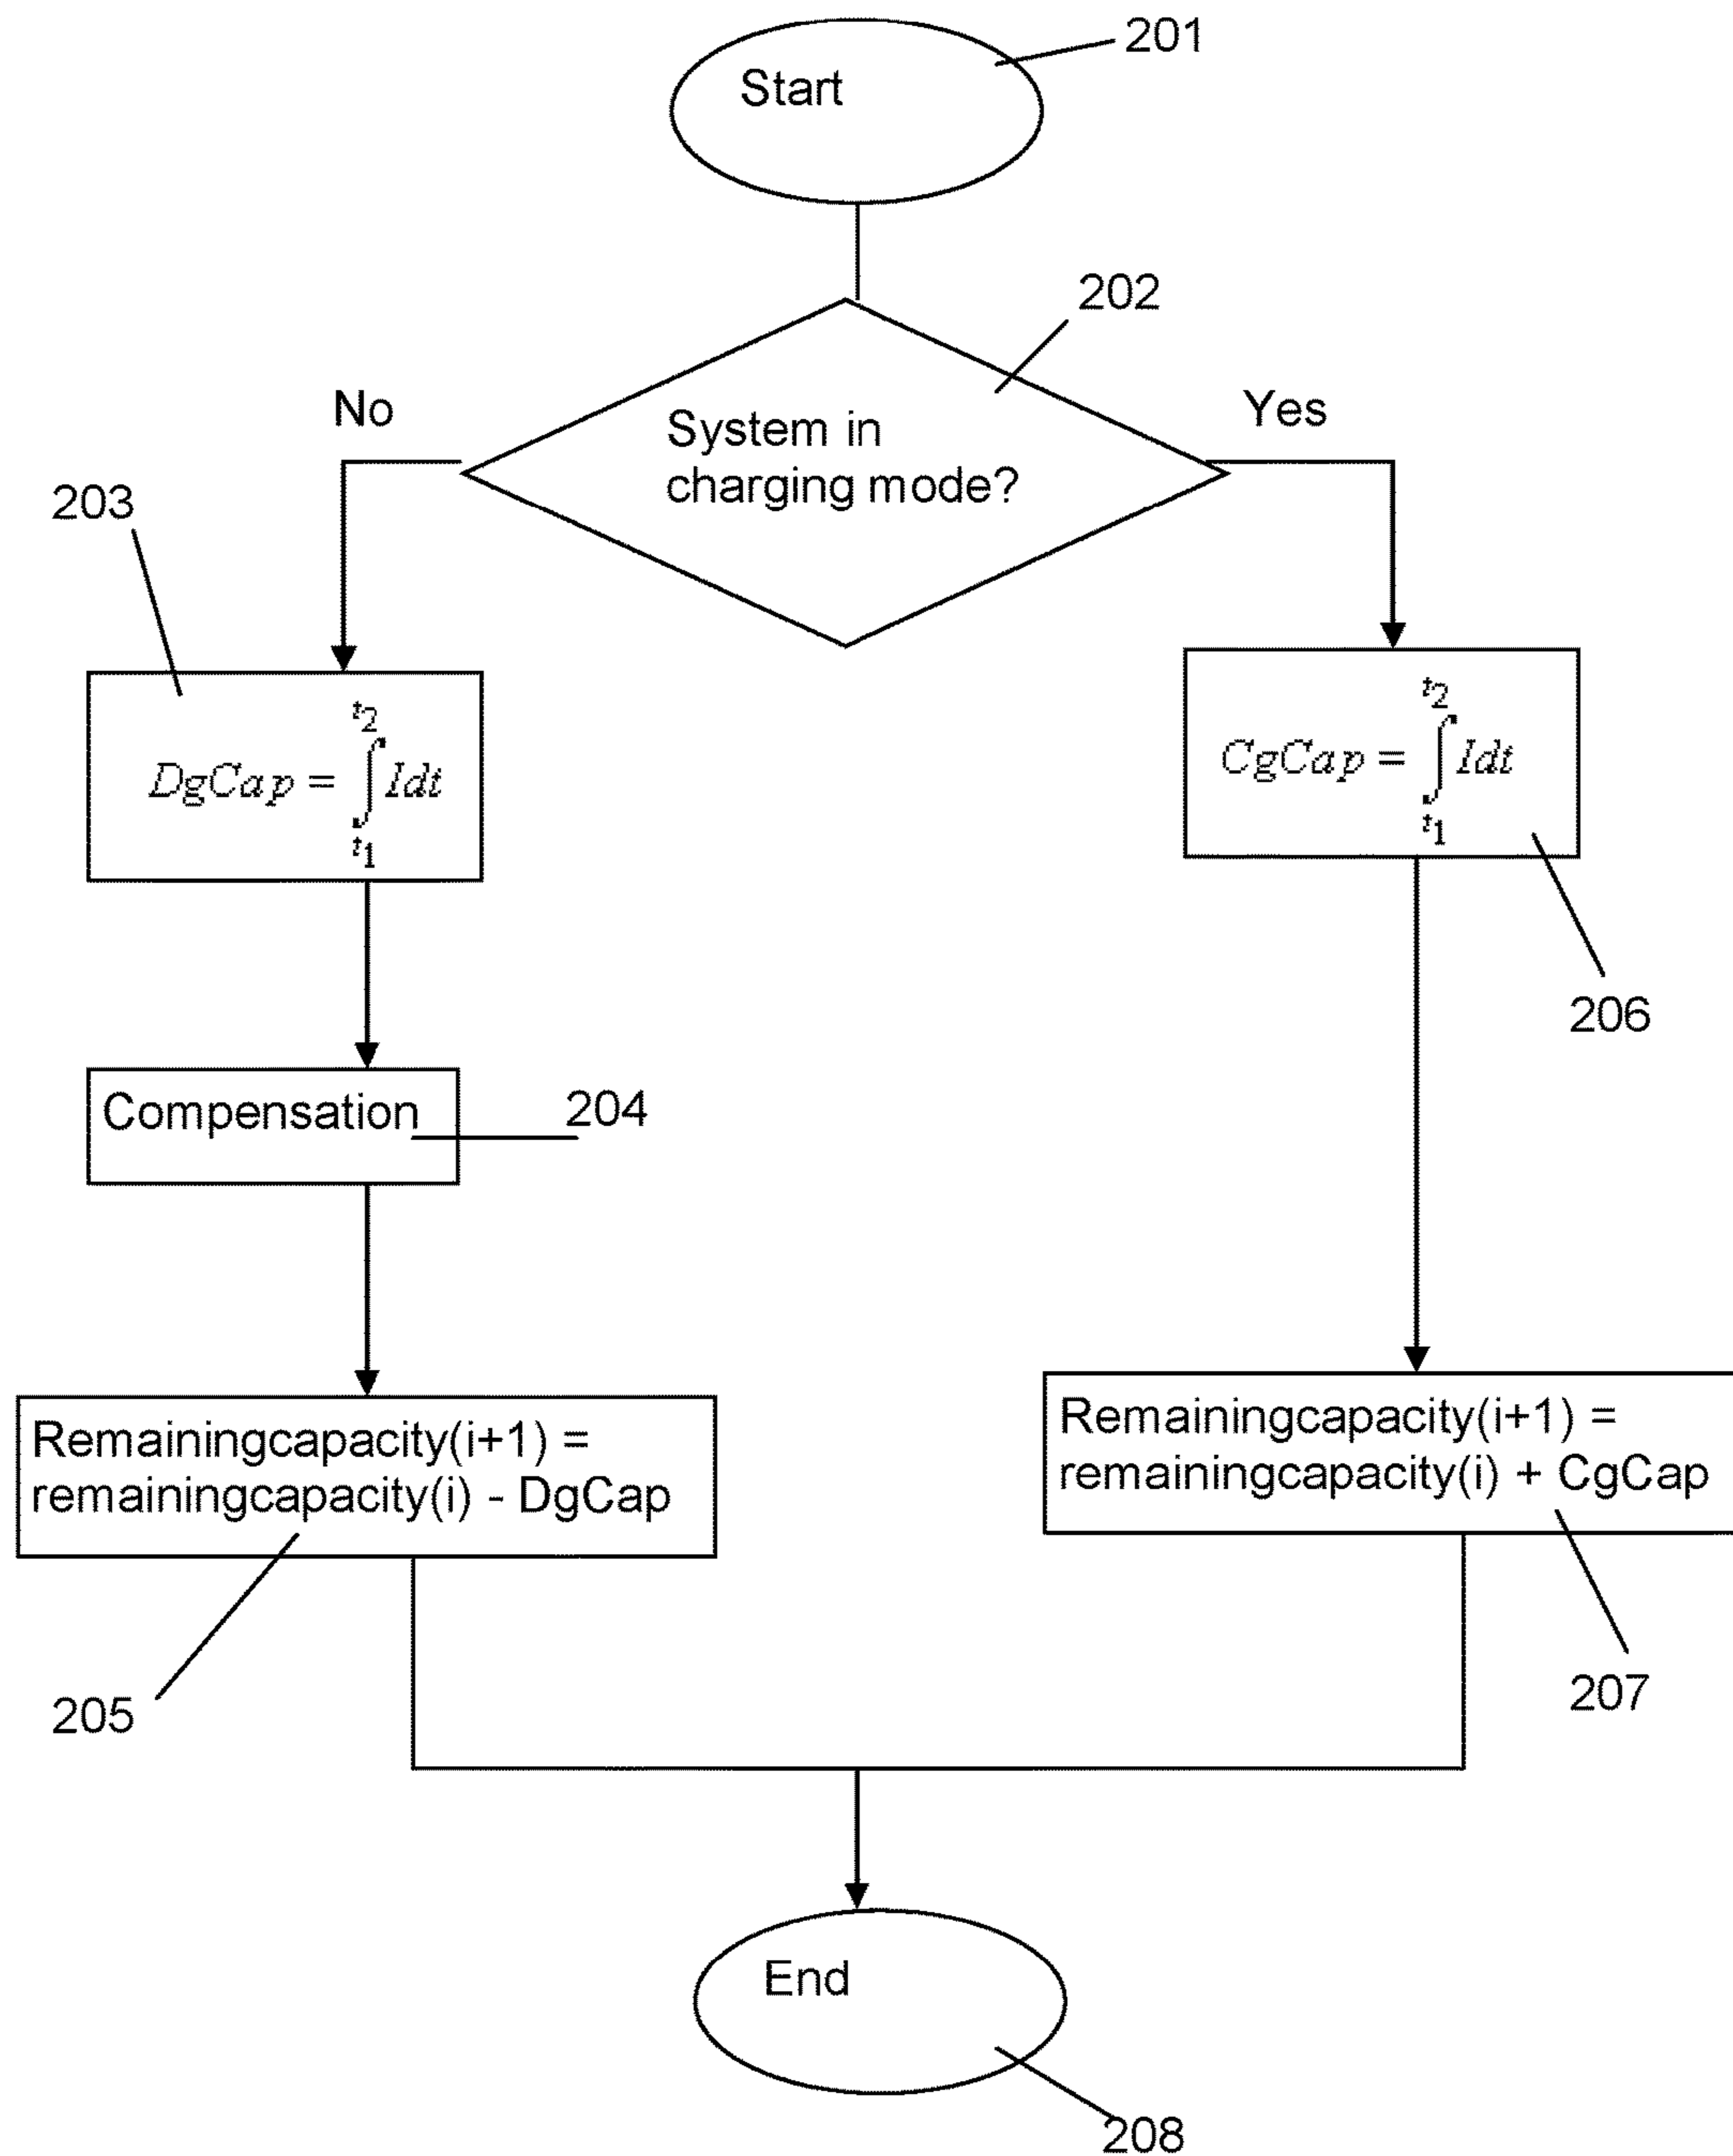 201
Start
202
No
Yes
System in
charging mode?
203
DgCap = ∫ t1 t2 Idt
CgCap = ∫ t1 t2 Idt
206
Compensation
204
Remainingcapacity(i+1) =
remainingcapacity(i) - DgCap
Remainingcapacity(i+1) =
remainingcapacity(i) + CgCap
205
207
End
208